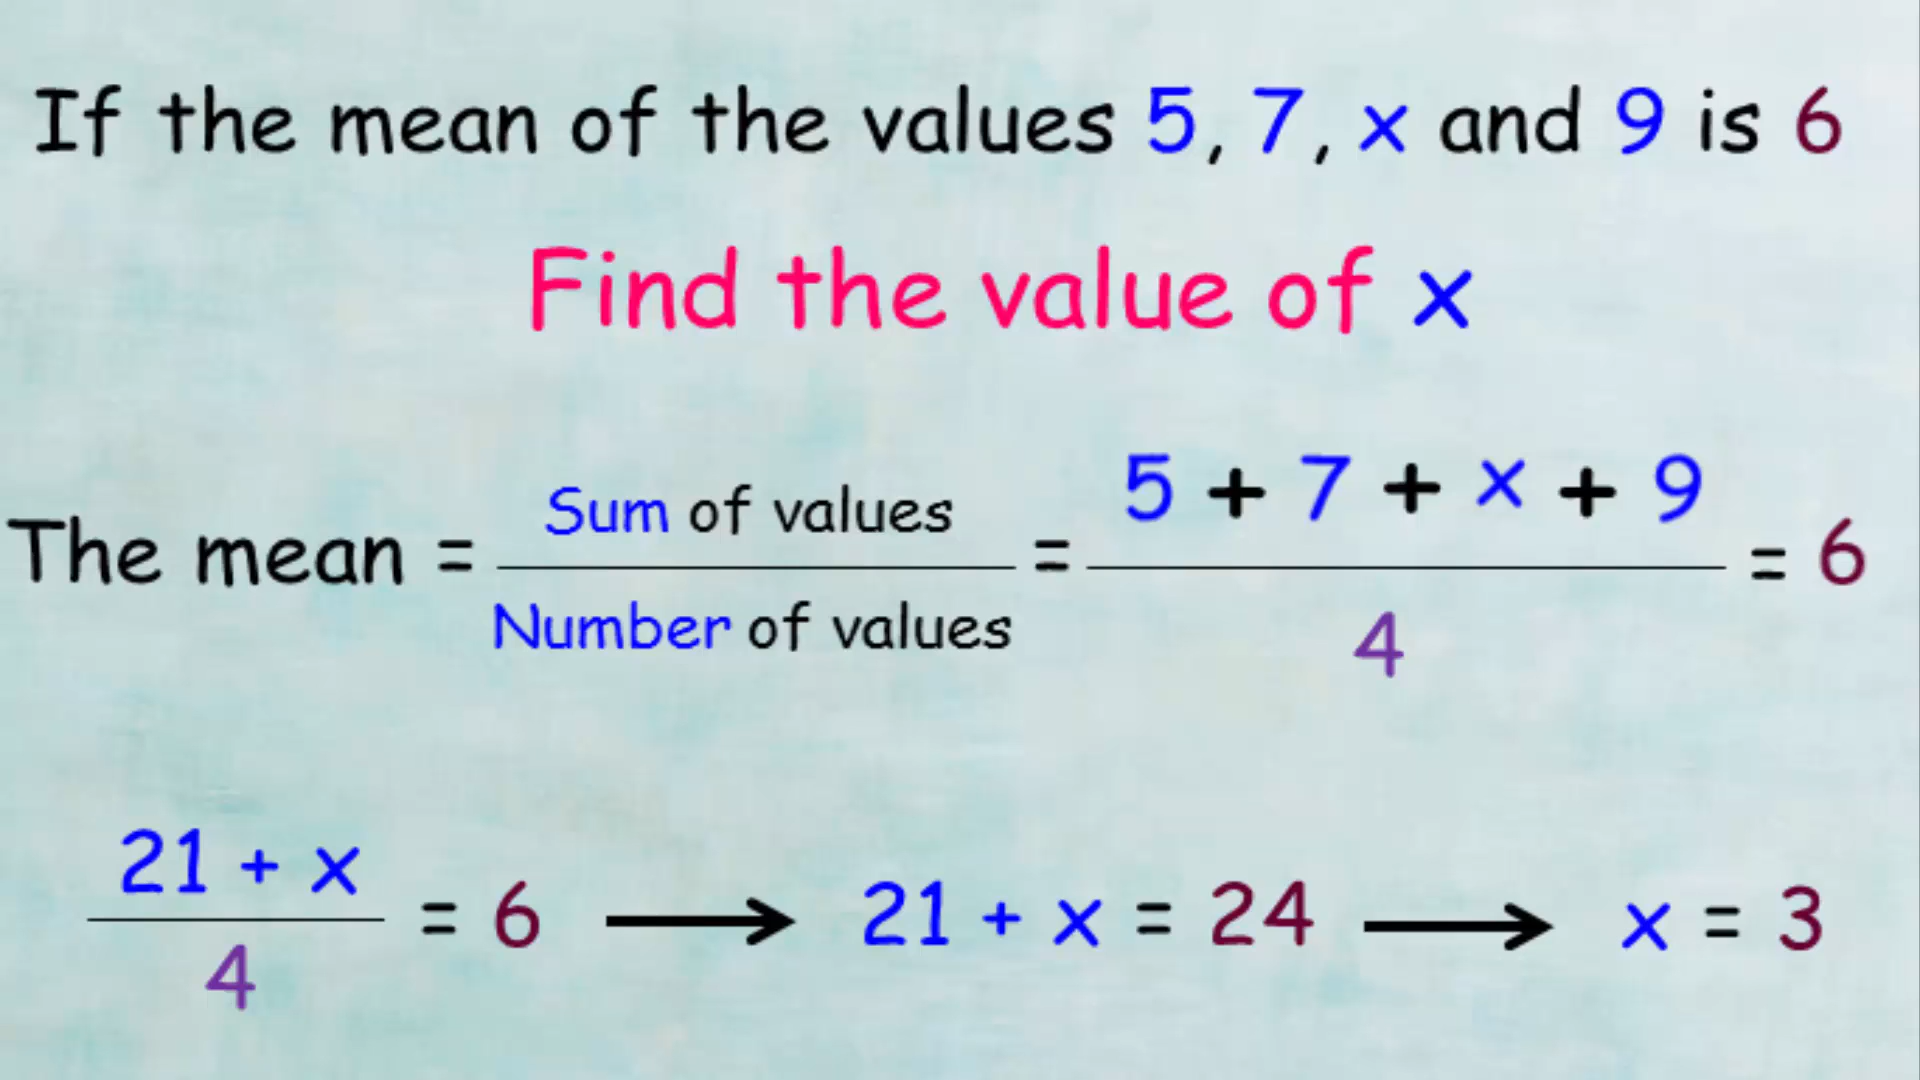 If the mean of the values 5, 7, x and 9 is 6
Find the value of x
The mean = Sum of values / Number of values = 5 + 7 + x + 9 / 4 = 6
21 + x / 4 = 6 → 21 + x = 24 → x = 3